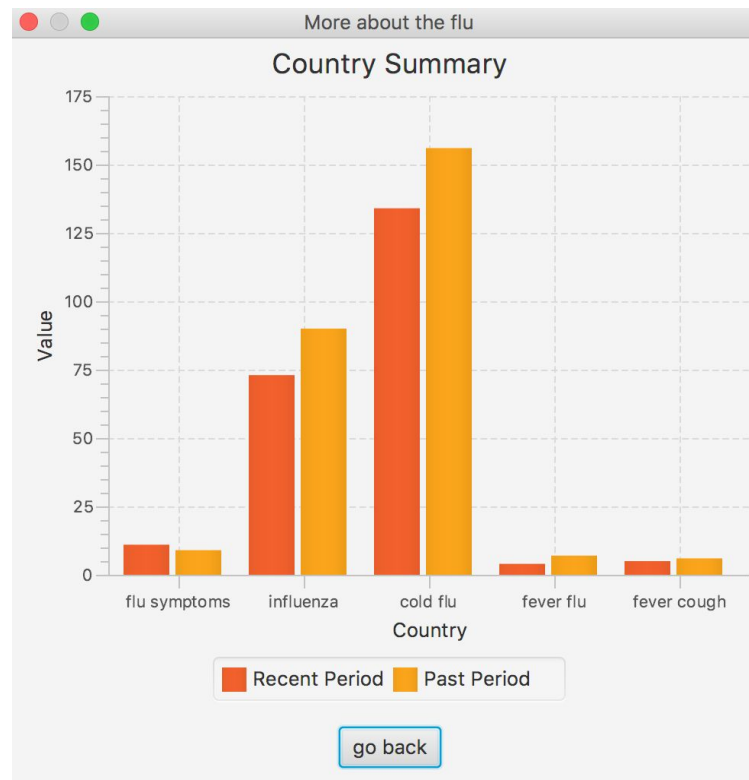 More about the flu
Country Summary
175
150
125
100
75
50
25
0
Value
flu symptoms influenza cold flu fever flu fever cough
Country
Recent Period Past Period
go back